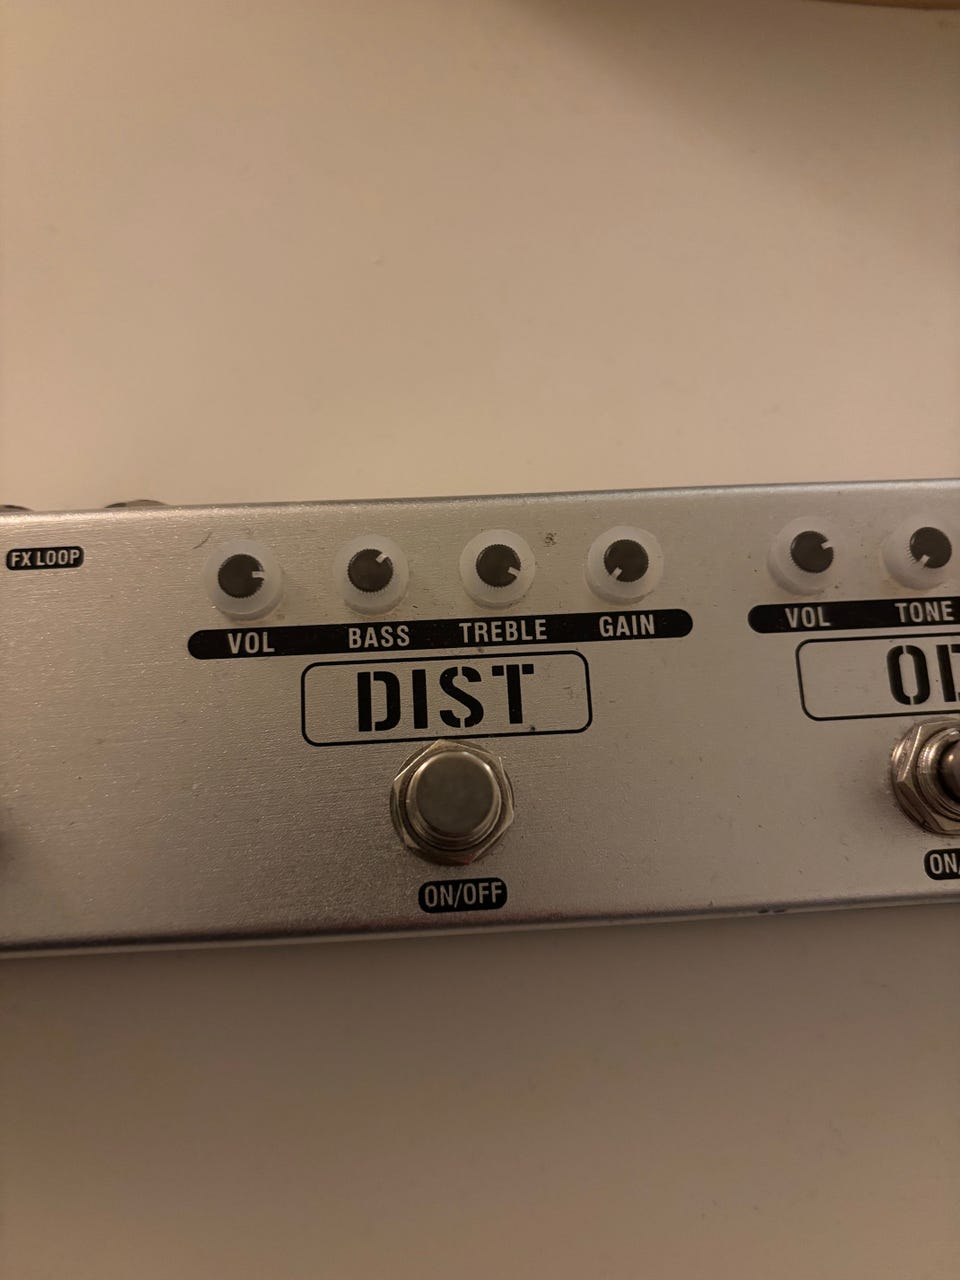 FX LOOP
VOL BASS TREBLE GAIN
VOL TONE
DIST
ON/OFF